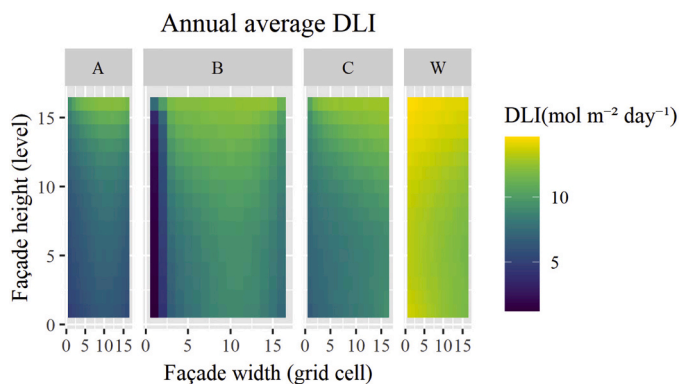 Annual average DLI
A B C W
DLI(mol m⁻² day⁻¹)
15
10
5
0
10
5
0 5 10 15 0 5 10 15 0 5 10 15 0 5 10 15
Façade height (level)
Façade width (grid cell)